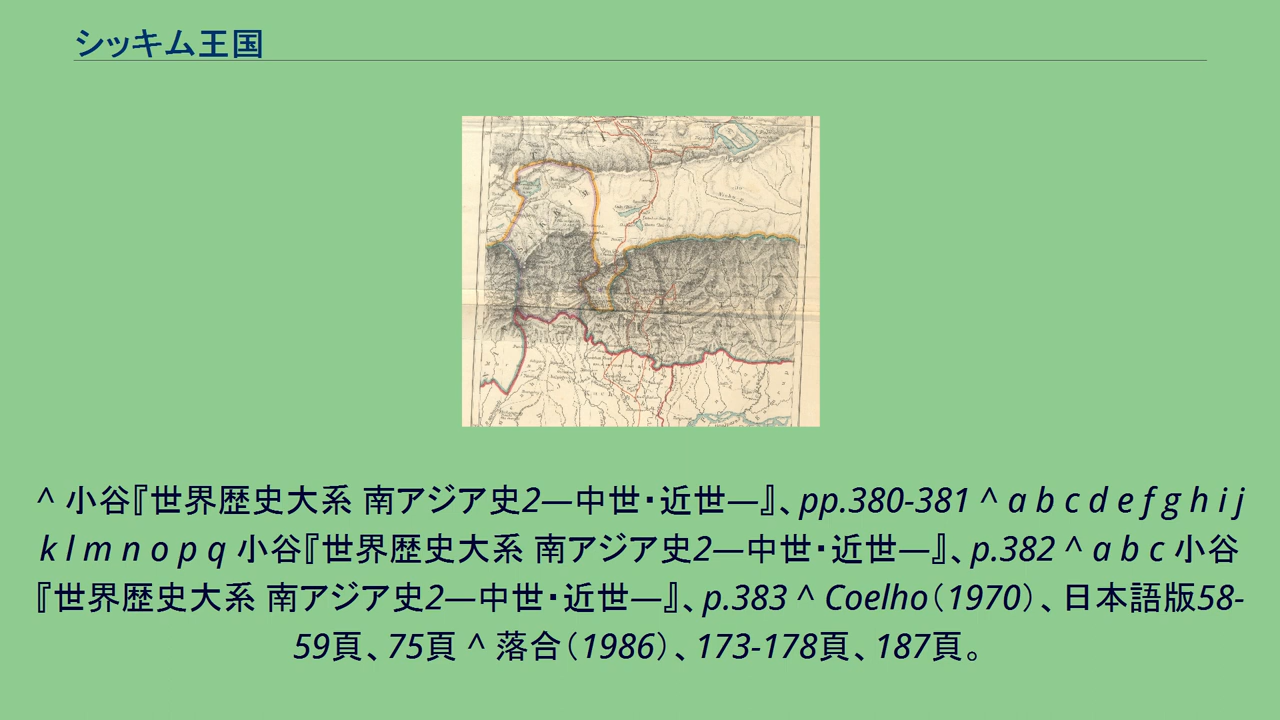 シッキム王国
^ 小谷『世界歴史大系 南アジア史2―中世・近世―』、pp.380-381 ^ a b c d e f g h i j
k l m n o p q 小谷『世界歴史大系 南アジア史2―中世・近世―』、p.382 ^ a b c 小谷
『世界歴史大系 南アジア史2―中世・近世―』、p.383 ^ Coelho（1970）、日本語版58-
59頁、75頁 ^ 落合（1986）、173-178頁、187頁。